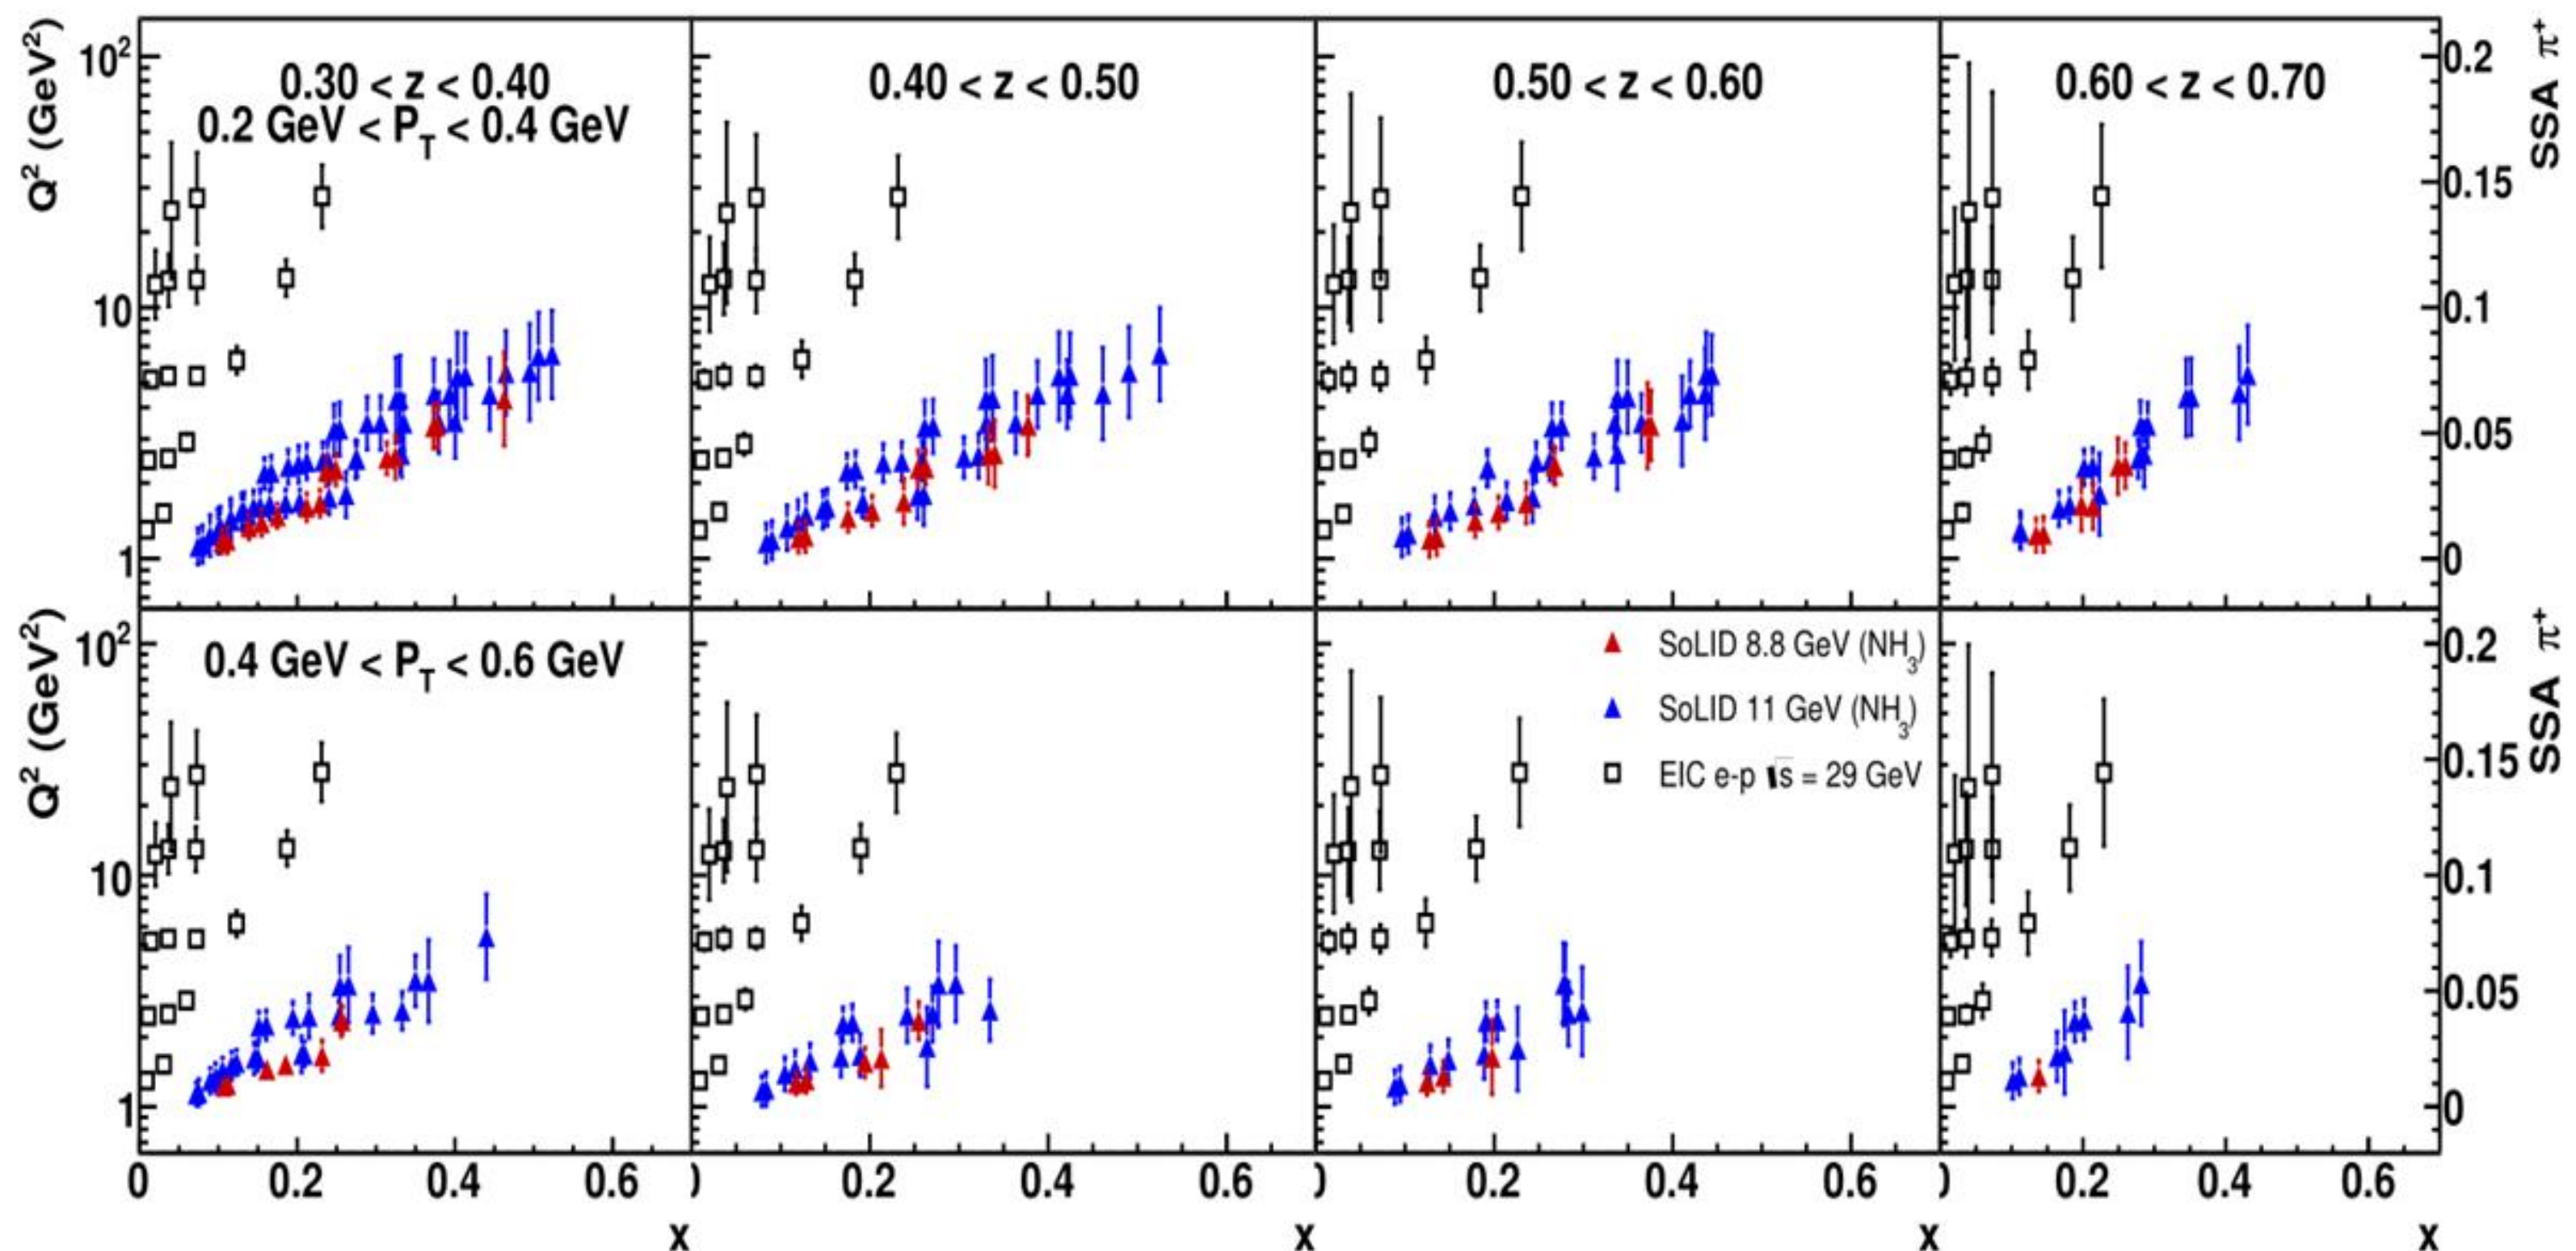 0.30 < z < 0.40
0.2 GeV < P_T < 0.4 GeV
0.40 < z < 0.50
0.50 < z < 0.60
0.60 < z < 0.70
Q² (GeV²)
10²
10
1
0.2
0.15
0.1
0.05
0
SSA π⁺
0.4 GeV < P_T < 0.6 GeV
SoLID 8.8 GeV (NH₃)
SoLID 11 GeV (NH₃)
EIC e-p √s = 29 GeV
Q² (GeV²)
10²
10
1
0.2
0.15
0.1
0.05
0
SSA π⁺
0 0.2 0.4 0.6
0.2 0.4 0.6
0.2 0.4 0.6
0.2 0.4 0.6
x x x x